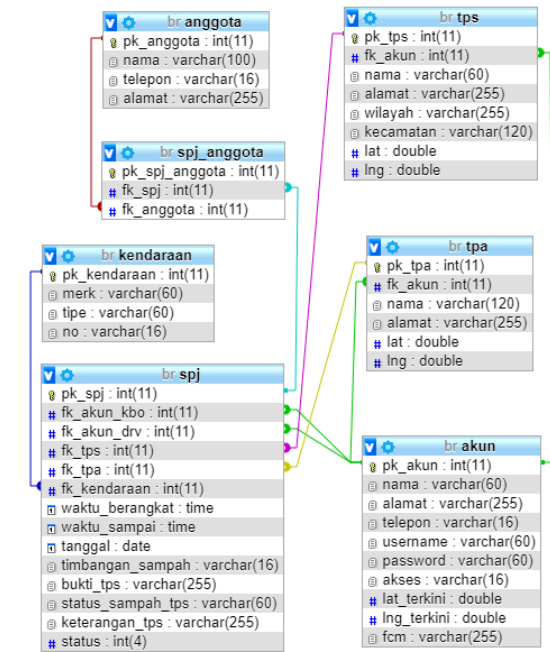 br anggota
pk_anggota : int(11)
nama : varchar(100)
telepon : varchar(16)
alamat : varchar(255)
br spj_anggota
pk_spj_anggota : int(11)
fk_spj : int(11)
fk_anggota : int(11)
br kendaraan
pk_kendaraan : int(11)
merk : varchar(60)
tipe : varchar(60)
no : varchar(16)
br spj
pk_spj : int(11)
fk_akun_kbo : int(11)
fk_akun_drv : int(11)
fk_tps : int(11)
fk_tpa : int(11)
fk_kendaraan : int(11)
waktu_berangkat : time
waktu_sampai : time
tanggal : date
timbangan_sampah : varchar(16)
bukti_tps : varchar(255)
status_sampah_tps : varchar(60)
keterangan_tps : varchar(255)
status : int(4)
br tps
pk_tps : int(11)
fk_akun : int(11)
nama : varchar(60)
alamat : varchar(255)
wilayah : varchar(255)
kecamatan : varchar(120)
lat : double
lng : double
br tpa
pk_tpa : int(11)
fk_akun : int(11)
nama : varchar(120)
alamat : varchar(255)
lat : double
lng : double
br akun
pk_akun : int(11)
nama : varchar(60)
alamat : varchar(255)
telepon : varchar(16)
username : varchar(60)
password : varchar(60)
akses : varchar(16)
lat_terkini : double
lng_terkini : double
fcm : varchar(255)